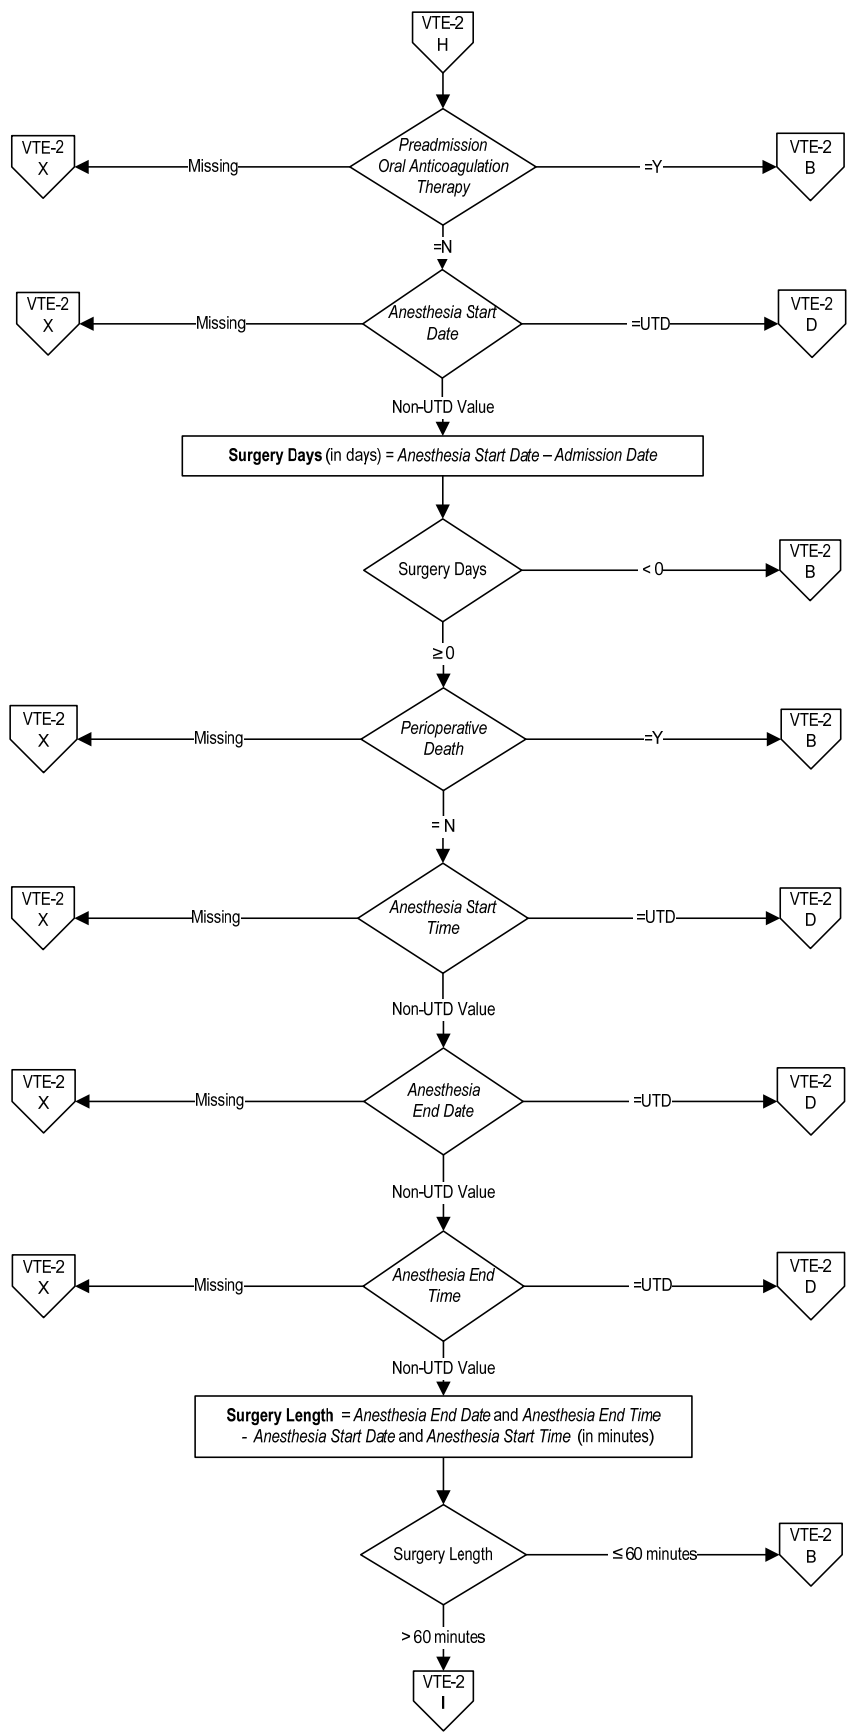 VTE-2
H
Preadmission
Oral Anticoagulation
Therapy
Missing
VTE-2
X
=Y
VTE-2
B
=N
Anesthesia Start
Date
Missing
VTE-2
X
=UTD
VTE-2
D
Non-UTD Value
Surgery Days (in days) = Anesthesia Start Date – Admission Date
Surgery Days
< 0
VTE-2
B
≥ 0
Perioperative
Death
Missing
VTE-2
X
=Y
VTE-2
B
= N
Anesthesia Start
Time
Missing
VTE-2
X
=UTD
VTE-2
D
Non-UTD Value
Anesthesia
End Date
Missing
VTE-2
X
=UTD
VTE-2
D
Non-UTD Value
Anesthesia End
Time
Missing
VTE-2
X
=UTD
VTE-2
D
Non-UTD Value
Surgery Length = Anesthesia End Date and Anesthesia End Time
- Anesthesia Start Date and Anesthesia Start Time (in minutes)
Surgery Length
≤ 60 minutes
VTE-2
B
> 60 minutes
VTE-2
I